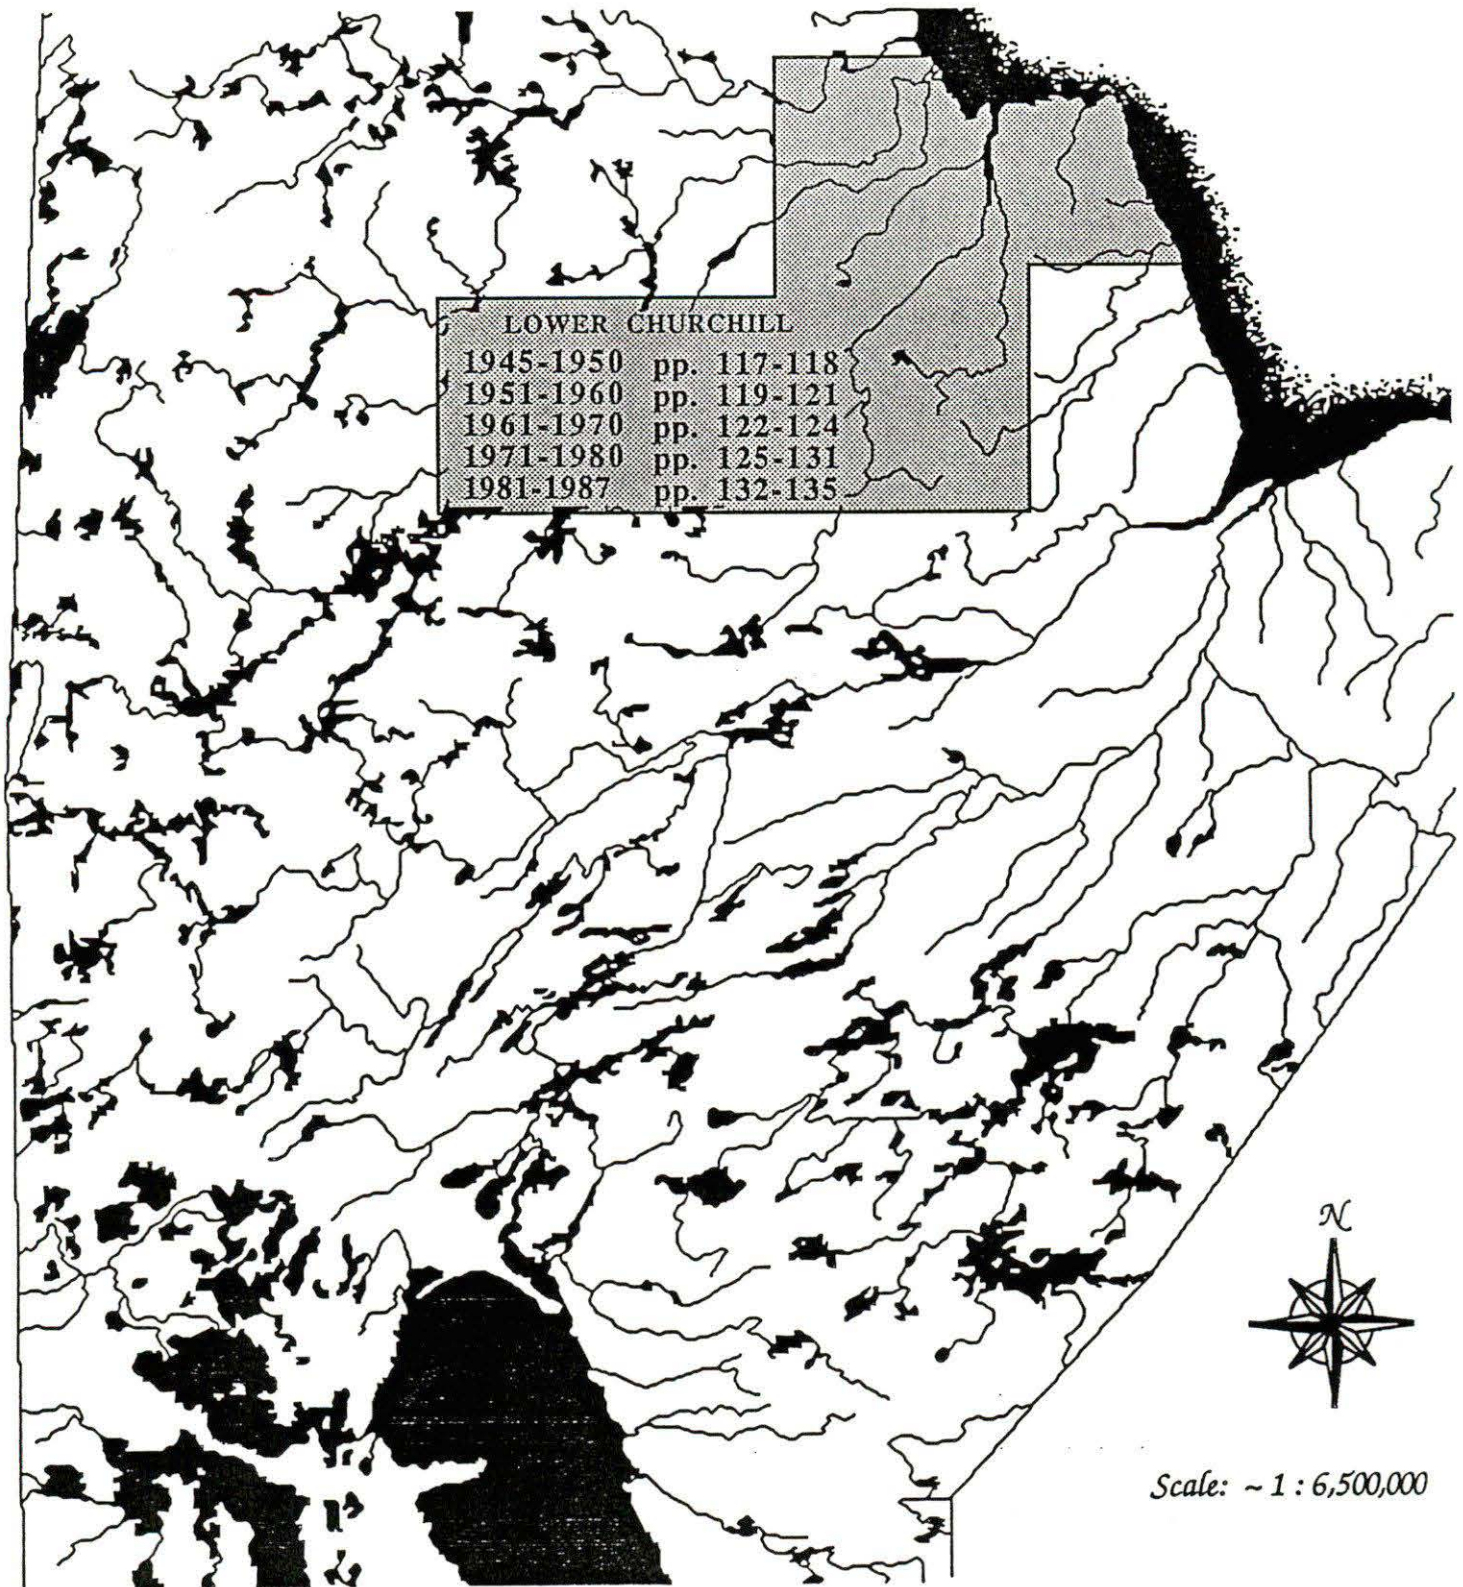 LOWER CHURCHILL
1945-1950 pp. 117-118
1951-1960 pp. 119-121
1961-1970 pp. 122-124
1971-1980 pp. 125-131
1981-1987 pp. 132-135
N
Scale: ~ 1 : 6,500,000